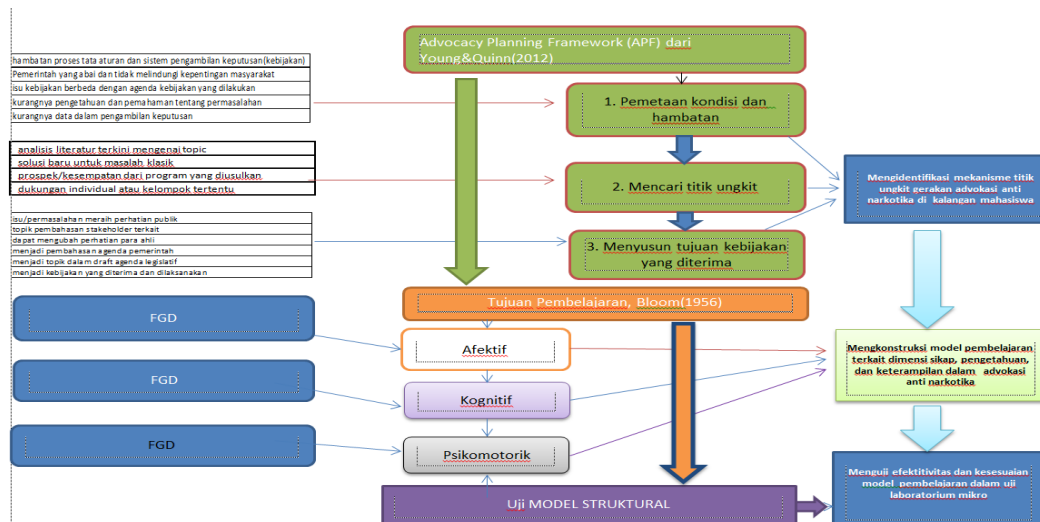 Advocacy Planning Framework (APF) dari
Young&Quinn(2012)
hambatan proses tata aturan dan sistem pengambilan keputusan(kebijakan)
Pemerintah yang abai dan tidak melindungi kepentingan masyarakat
isu kebijakan berbeda dengan agenda kebijakan yang dilakukan
kurangnya pengetahuan dan pemahaman tentang permasalahan
kurangnya data dalam pengambilan keputusan
1. Pemetaan kondisi dan
hambatan
analisis literatur terkini mengenai topic
solusi baru untuk masalah klasik
prospek/kesempatan dari program yang diusulkan
dukungan individual atau kelompok tertentu
2. Mencari titik ungkit
Mengidentifikasi mekanisme titik
ungkit gerakan advokasi anti
narkotika di kalangan mahasiswa
isu/permasalahan meraih perhatian publik
topik pembahasan stakeholder terkait
dapat mengubah perhatian para ahli
menjadi pembahasan agenda pemerintah
menjadi topik dalam draft agenda legislatif
menjadi kebijakan yang diterima dan dilaksanakan
3. Menyusun tujuan kebijakan
yang diterima
Tujuan Pembelajaran, Bloom(1956)
FGD
Afektif
FGD
Kognitif
FGD
Psikomotorik
Mengkonstruksi model pembelajaran
terkait dimensi sikap, pengetahuan,
dan keterampilan dalam advokasi
anti narkotika
Uji MODEL STRUKTURAL
Menguji efektitivitas dan kesesuaian
model pembelajaran dalam uji
laboratorium mikro